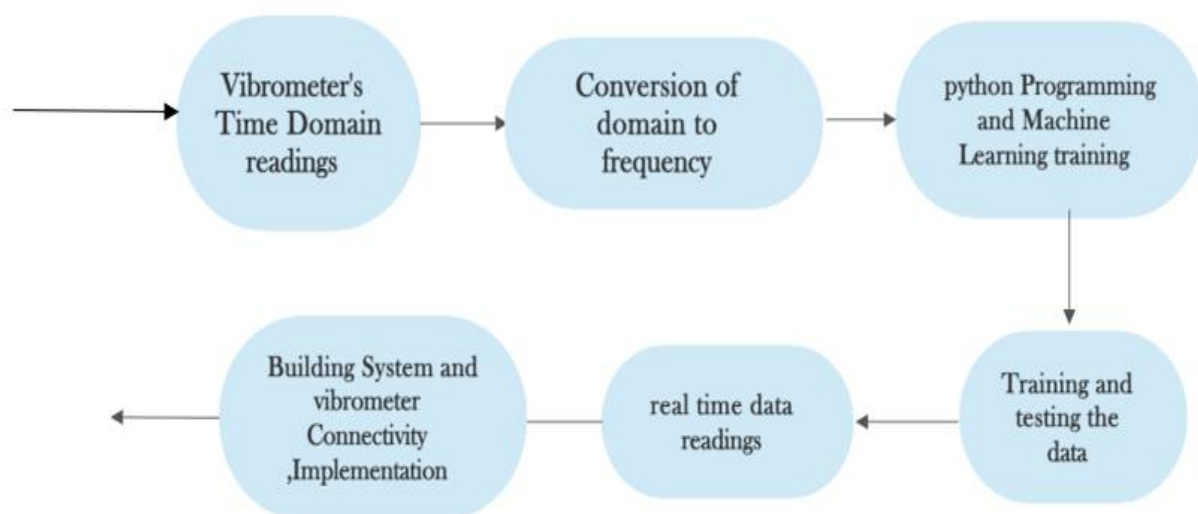 Vibrometer's
Time Domain
readings
Conversion of
domain to
frequency
python Programming
and Machine
Learning training
Training and
testing the
data
real time data
readings
Building System and
vibrometer
Connectivity
,Implementation